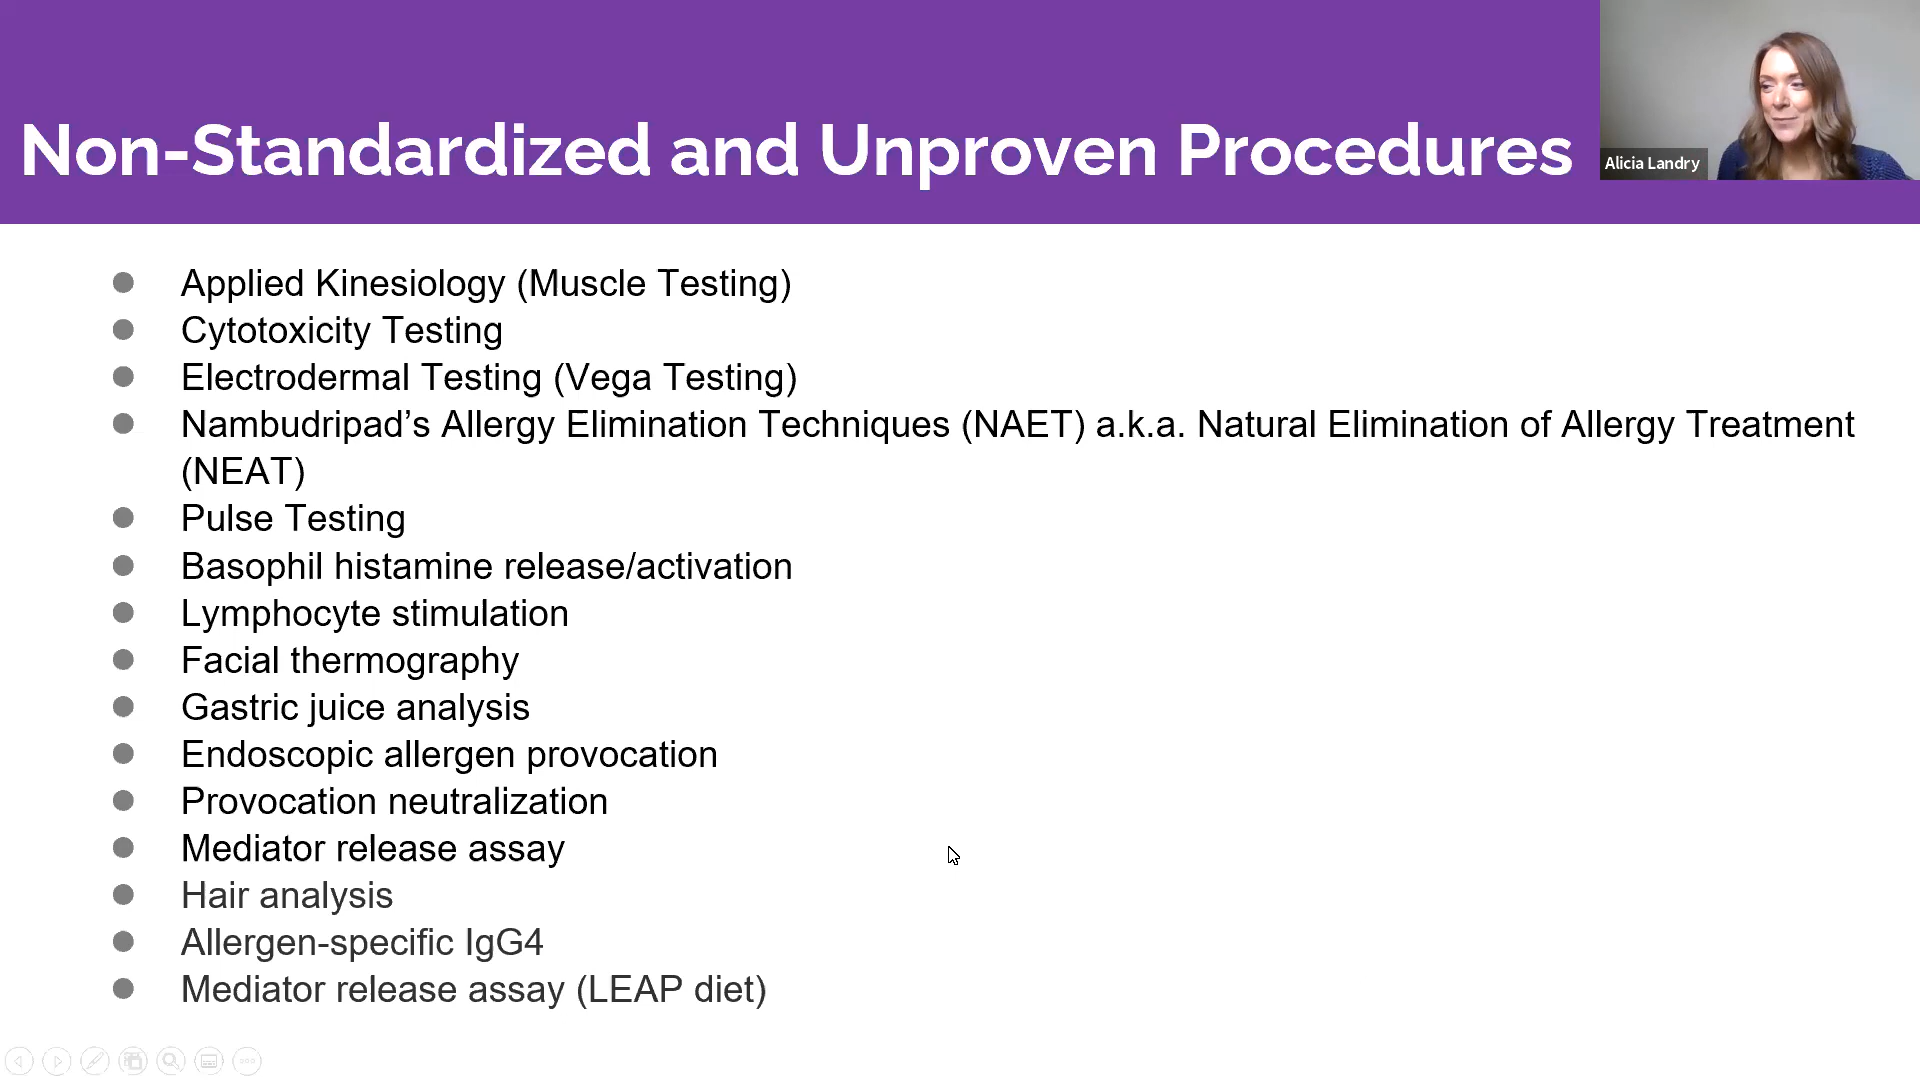 Non-Standardized and Unproven Procedures
Alicia Landry
Applied Kinesiology (Muscle Testing)
Cytotoxicity Testing
Electrodermal Testing (Vega Testing)
Nambudripad’s Allergy Elimination Techniques (NAET) a.k.a. Natural Elimination of Allergy Treatment
(NEAT)
Pulse Testing
Basophil histamine release/activation
Lymphocyte stimulation
Facial thermography
Gastric juice analysis
Endoscopic allergen provocation
Provocation neutralization
Mediator release assay
Hair analysis
Allergen-specific IgG4
Mediator release assay (LEAP diet)